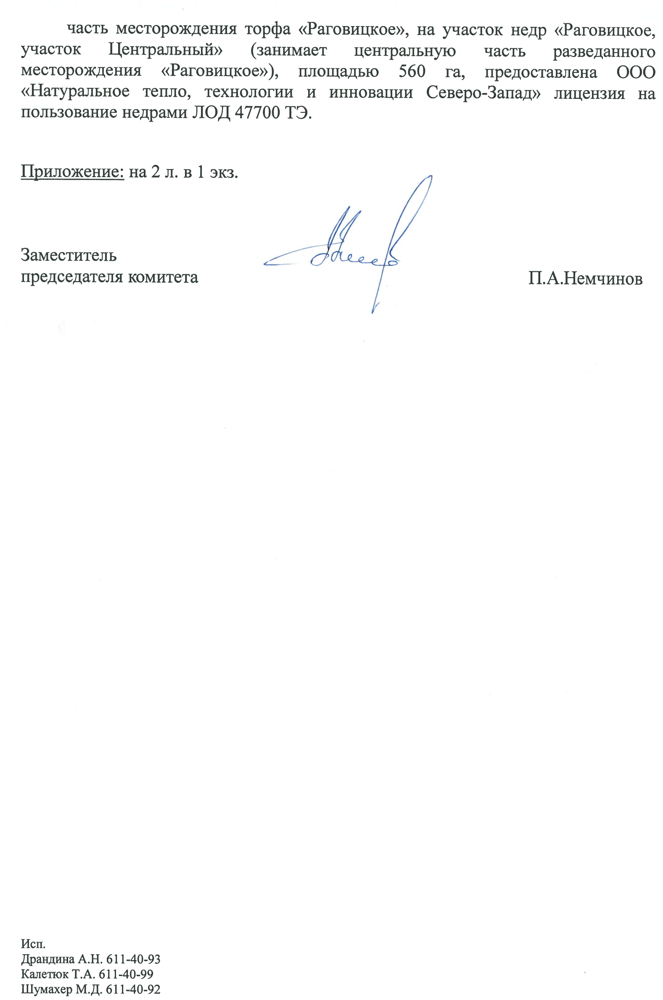 часть месторождения торфа «Раговицкое», на участок недр «Раговицкое,
участок Центральный» (занимает центральную часть разведанного
месторождения «Раговицкое»), площадью 560 га, предоставлена ООО
«Натуральное тепло, технологии и инновации Северо-Запад» лицензия на
пользование недрами ЛОД 47700 ТЭ.
Приложение: на 2 л. в 1 экз.
Заместитель
председателя комитета
П.А.Немчинов
Исп.
Драндина А.Н. 611-40-93
Калетюк Т.А. 611-40-99
Шумахер М.Д. 611-40-92